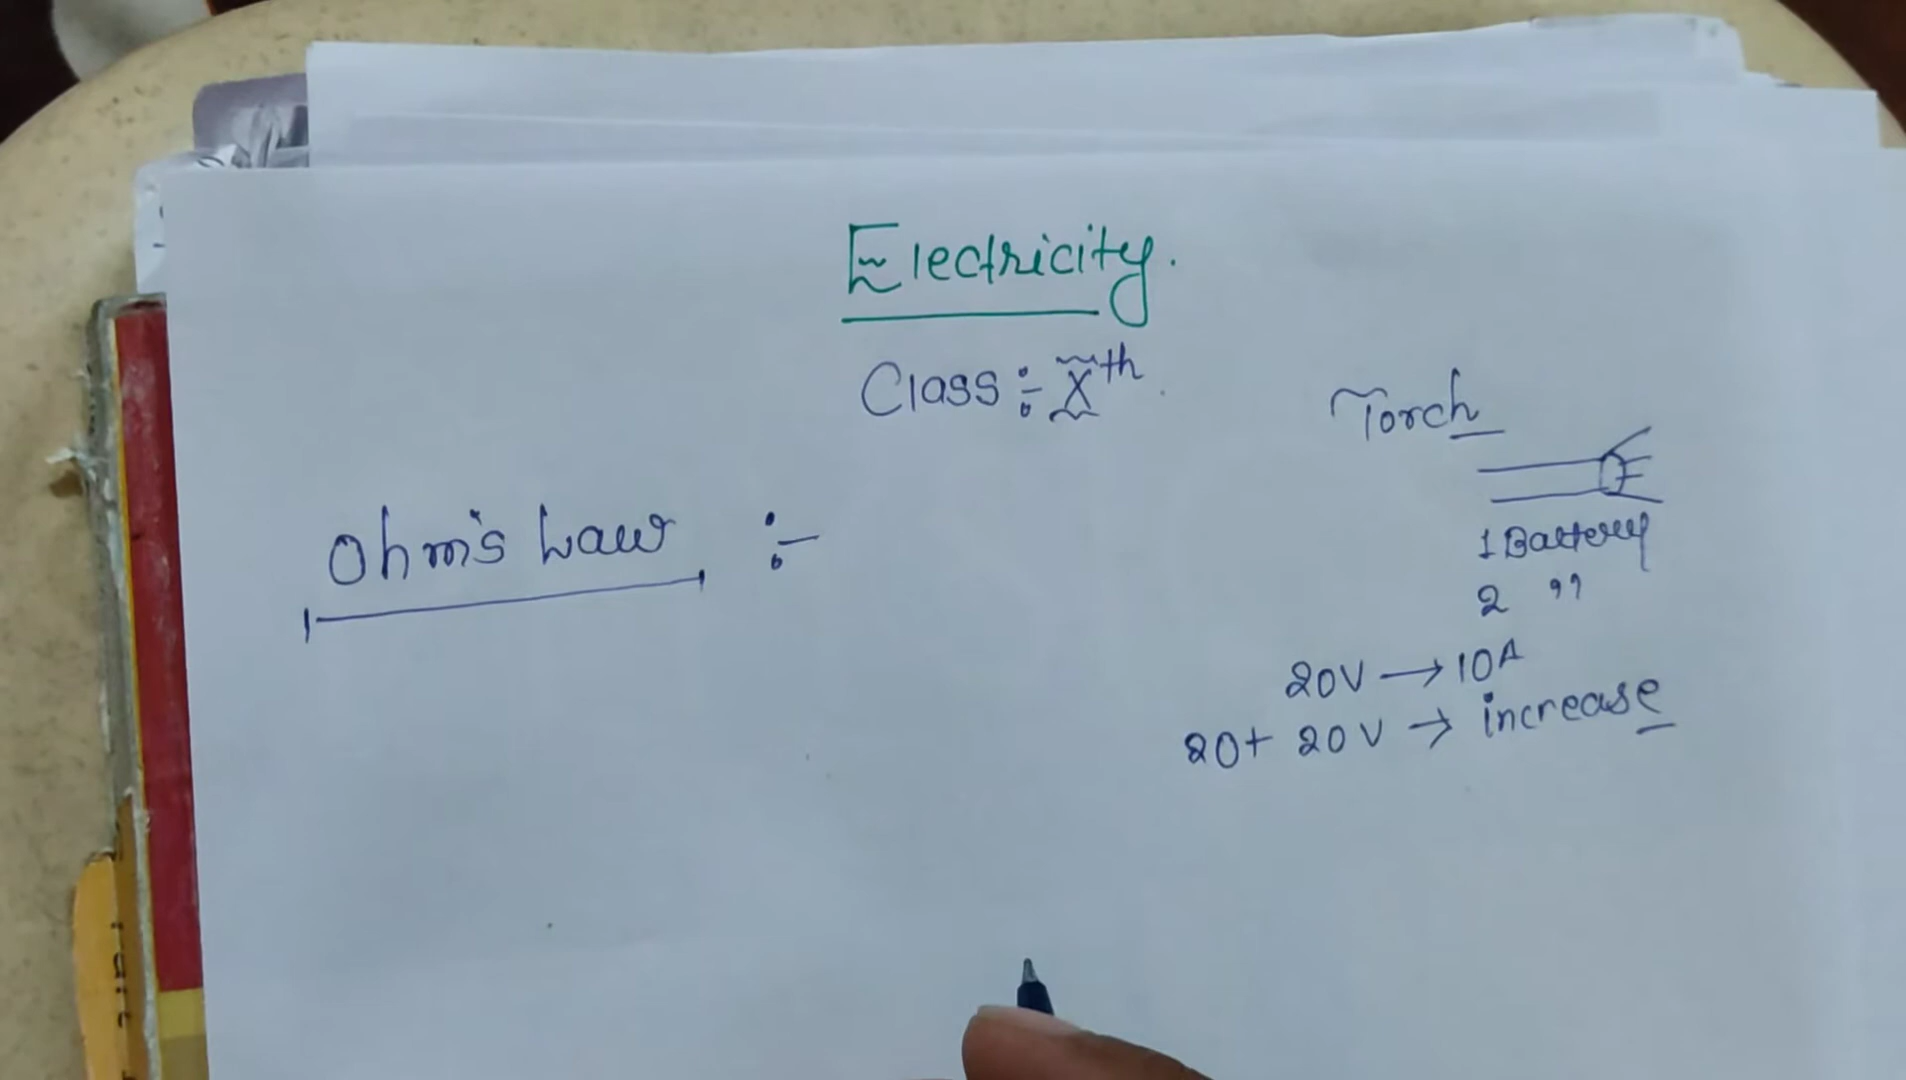 Electricity.
Class :- Xth
Torch
Ohm's Law :-
1 Battery
2 "
20V → 10A
20+ 20V → increase